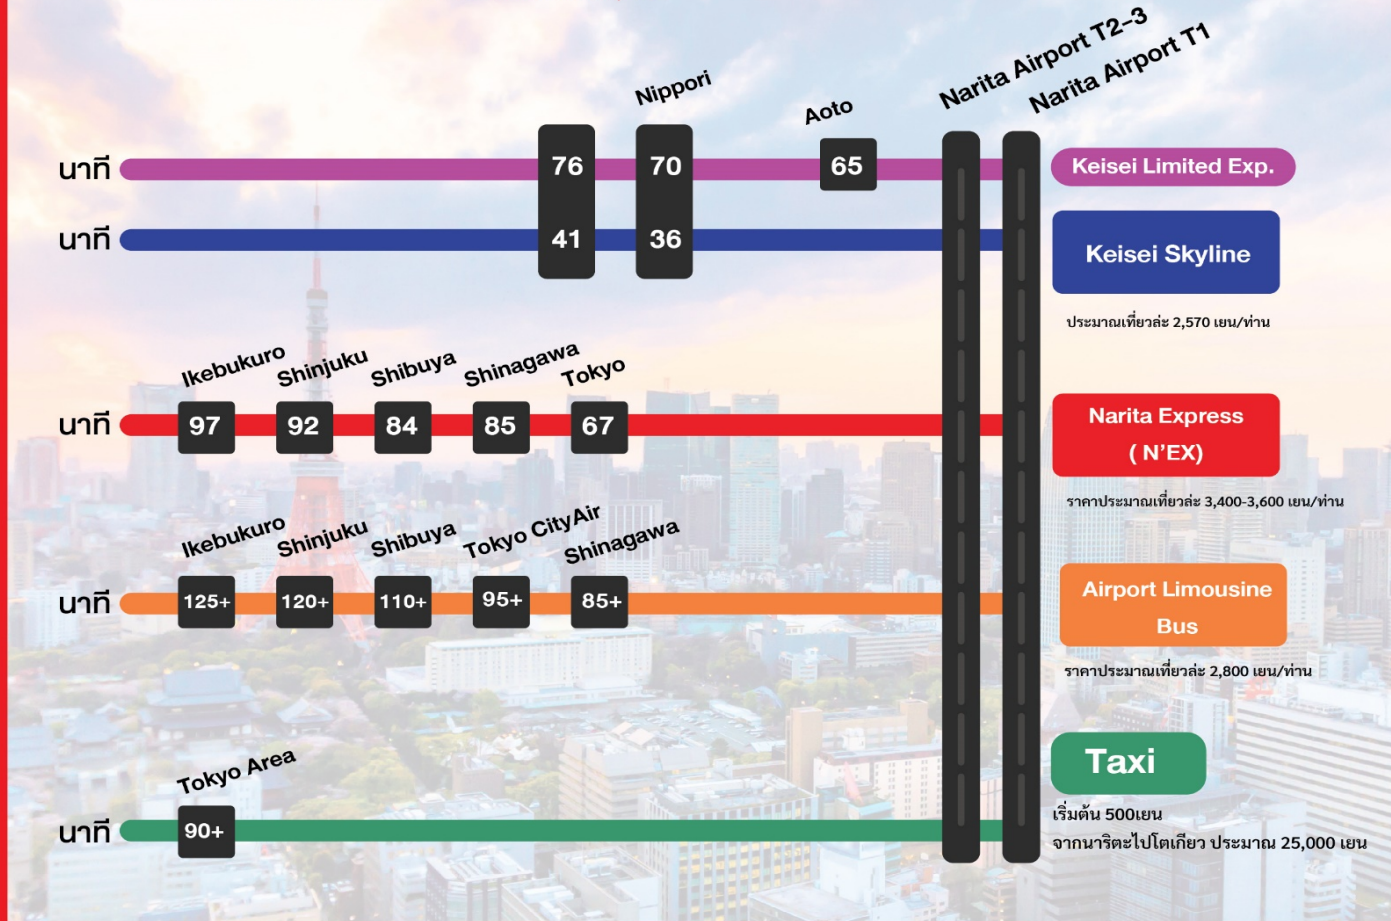 Narita Airport T2-3
Narita Airport T1
Nippori
Aoto
นาที 76 70 65 Keisei Limited Exp.
นาที 41 36 Keisei Skyline
ประมาณเที่ยวล่ะ 2,570 เยน/ท่าน
Ikebukuro Shinjuku Shibuya Shinagawa Tokyo
นาที 97 92 84 85 67
Narita Express
( N'EX)
ราคาประมาณเที่ยวล่ะ 3,400-3,600 เยน/ท่าน
Ikebukuro Shinjuku Shibuya Tokyo CityAir Shinagawa
นาที 125+ 120+ 110+ 95+ 85+
Airport Limousine
Bus
ราคาประมาณเที่ยวล่ะ 2,800 เยน/ท่าน
Tokyo Area
นาที 90+
Taxi
เริ่มต้น 500เยน
จากนาริตะไปโตเกียว ประมาณ 25,000 เยน